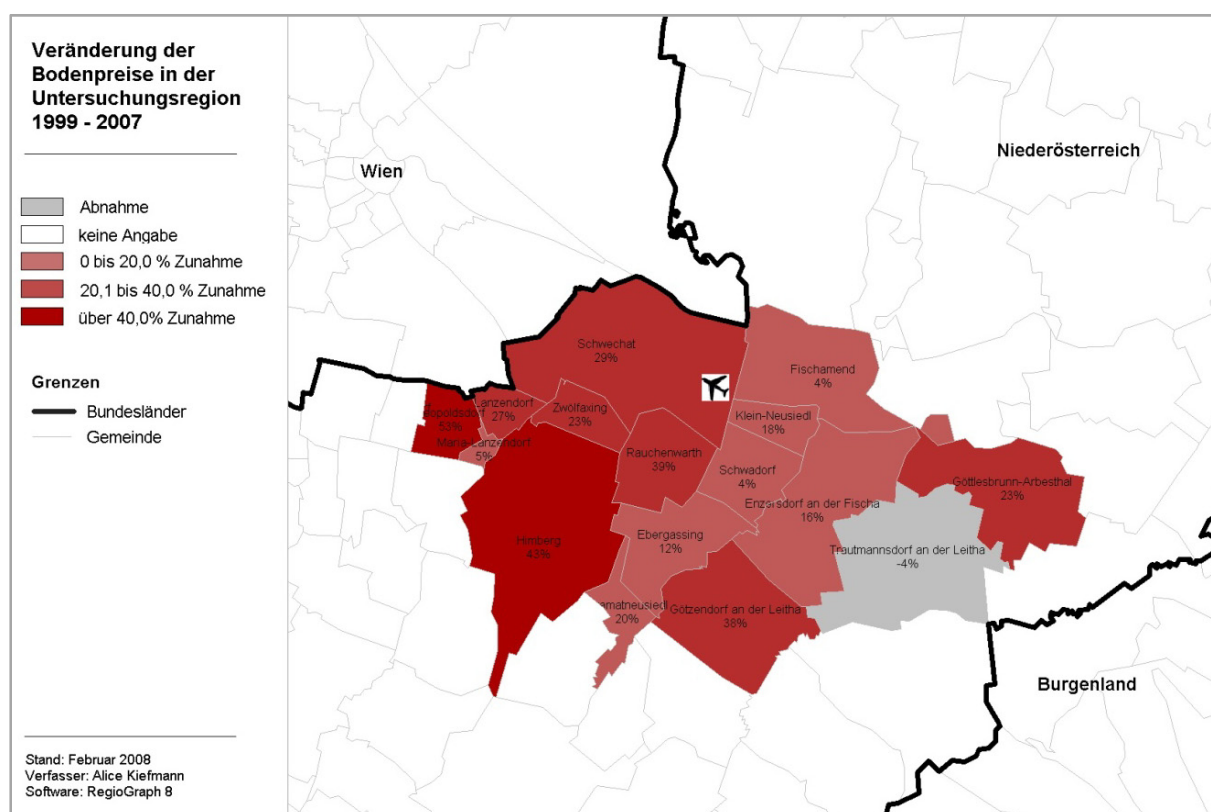 Veränderung der
Bodenpreise in der
Untersuchungsregion
1999 - 2007
Abnahme
keine Angabe
0 bis 20,0 % Zunahme
20,1 bis 40,0 % Zunahme
über 40,0% Zunahme
Grenzen
Bundesländer
Gemeinde
Stand: Februar 2008
Verfasser: Alice Kiefmann
Software: RegioGraph 8
Wien
Niederösterreich
Burgenland
Schwechat
29%
Fischamend
4%
Lanzendorf
27%
Zwölfaxing
23%
Klein-Neusiedl
18%
53%
Maria-Lanzendorf
5%
Rauchenwarth
39%
Schwadorf
4%
Göttlesbrunn-Arbesthal
23%
Enzersdorf an der Fischa
16%
Himberg
43%
Ebergassing
12%
Trautmannsdorf an der Leitha
-4%
20%
Götzendorf an der Leitha
38%